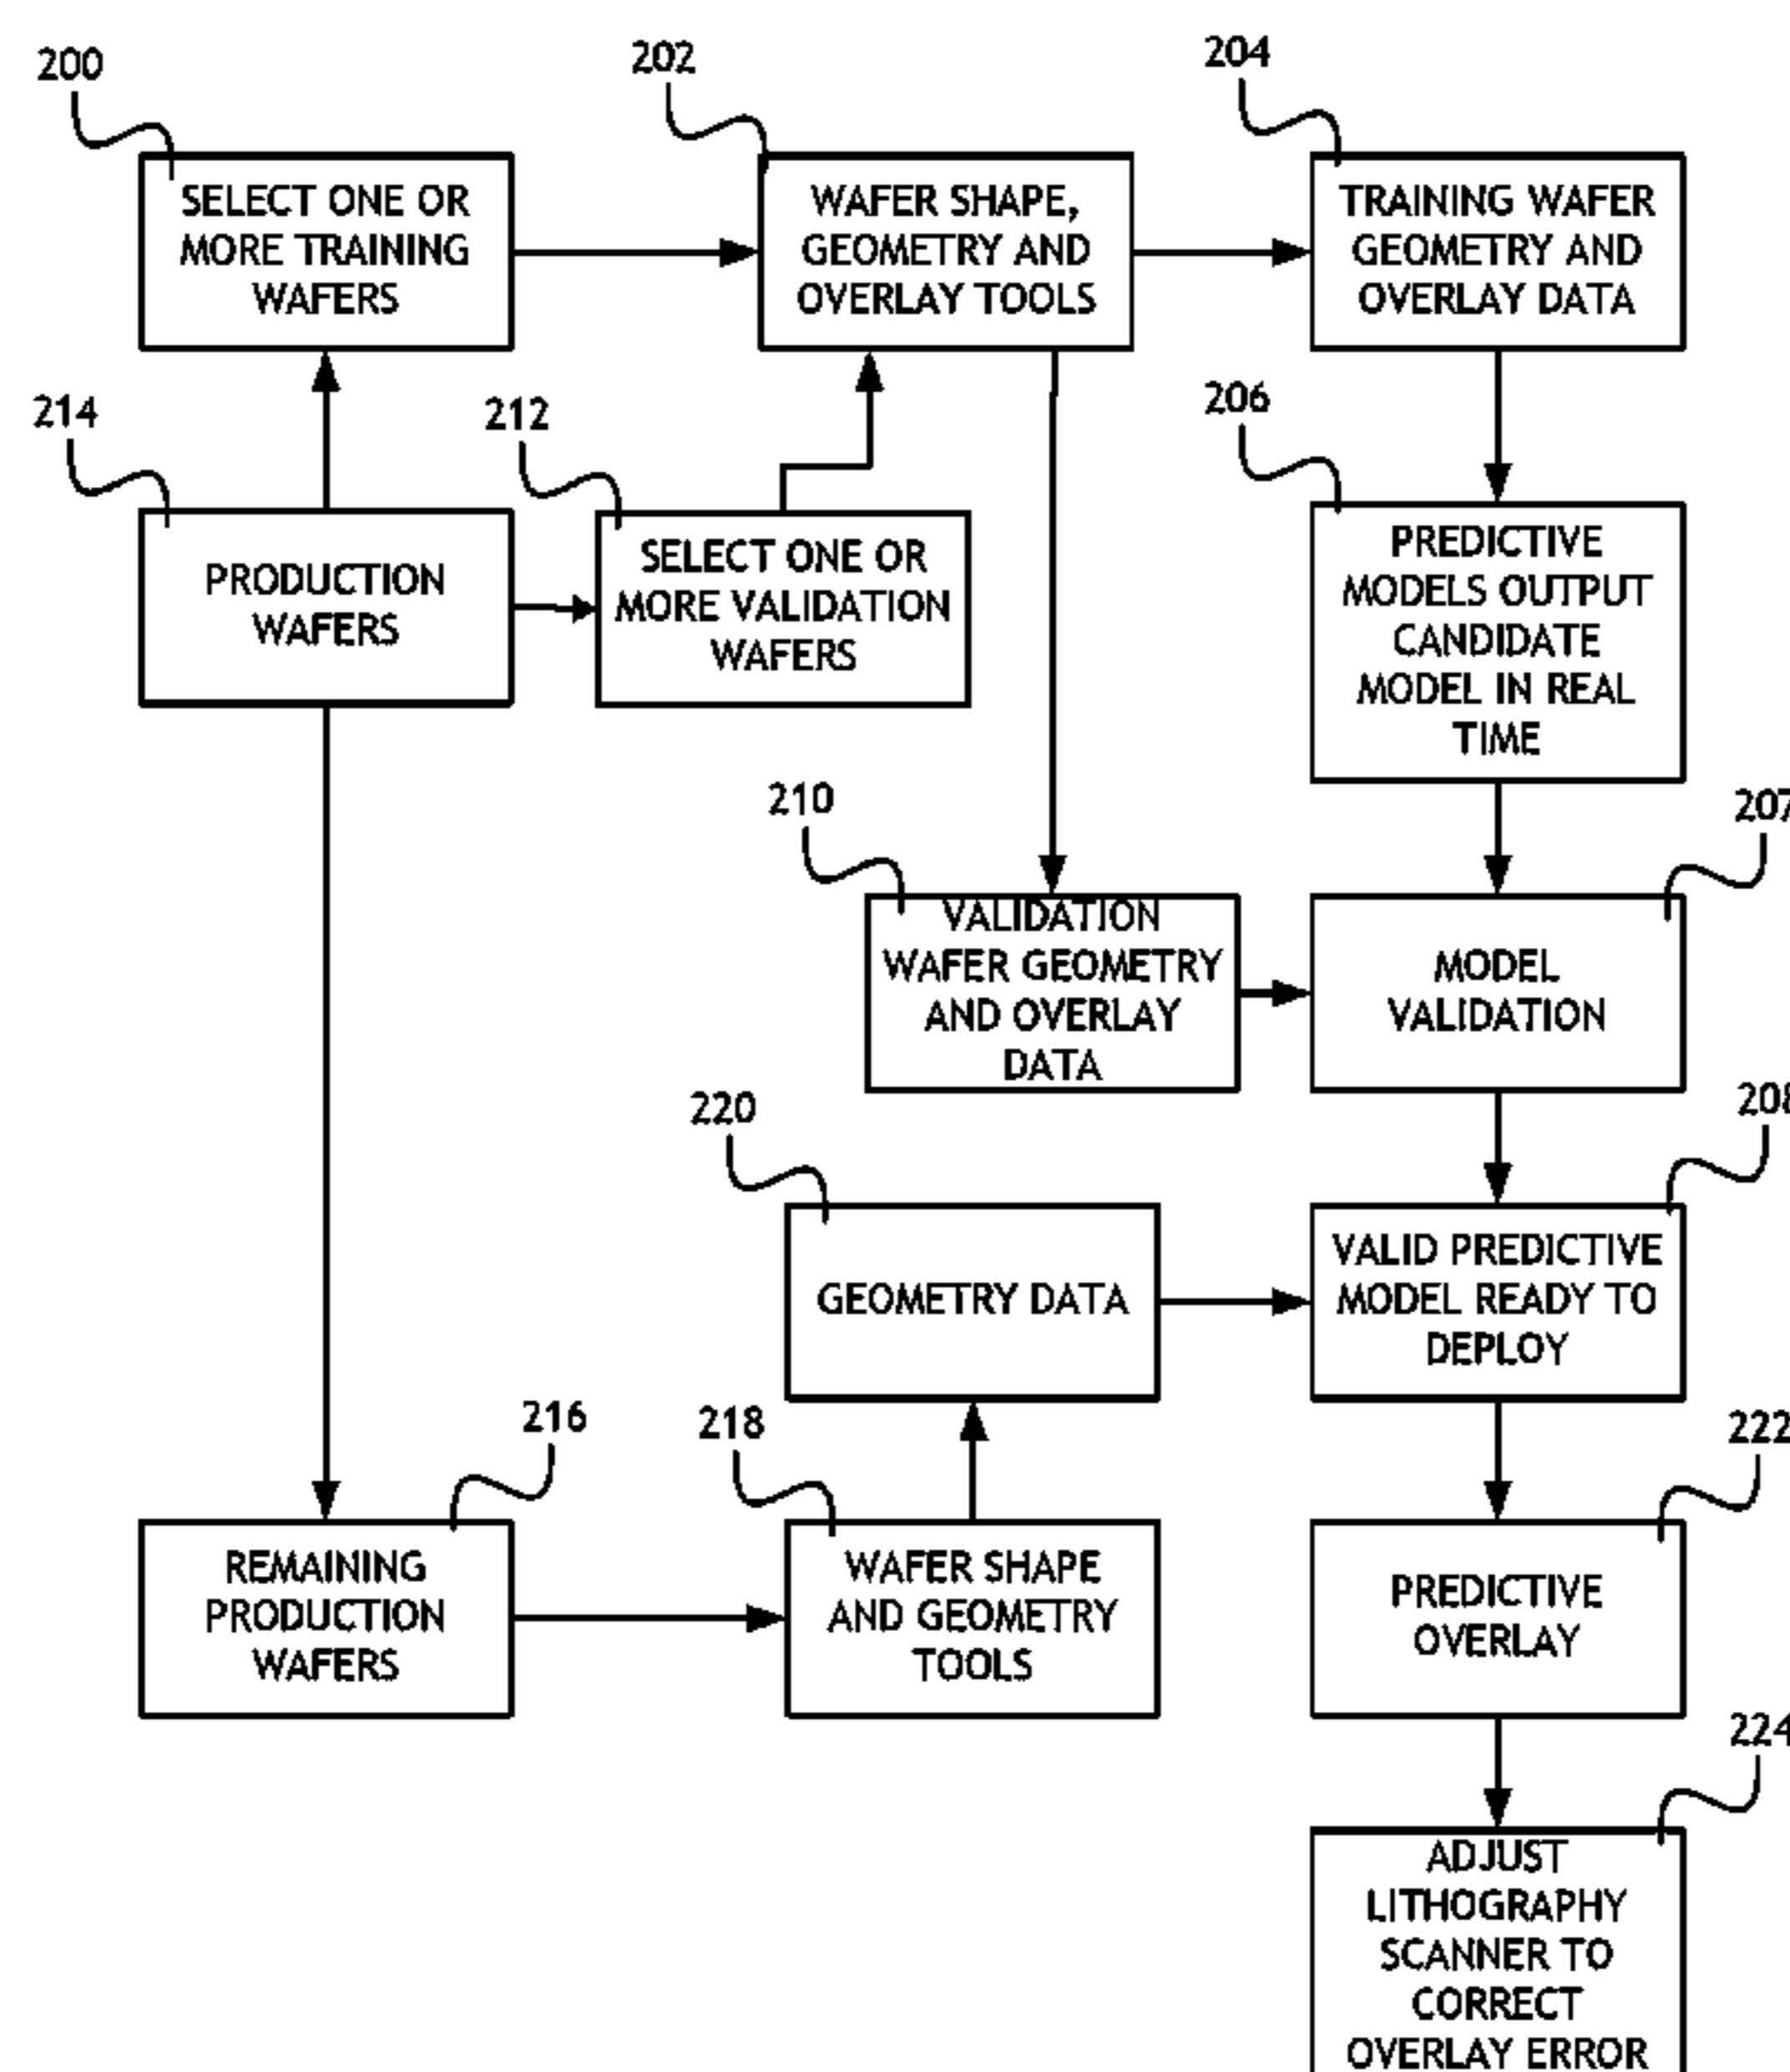 200
202
204
SELECT ONE OR
MORE TRAINING
WAFERS
WAFER SHAPE,
GEOMETRY AND
OVERLAY TOOLS
TRAINING WAFER
GEOMETRY AND
OVERLAY DATA
214
212
206
PRODUCTION
WAFERS
SELECT ONE OR
MORE VALIDATION
WAFERS
PREDICTIVE
MODELS OUTPUT
CANDIDATE
MODEL IN REAL
TIME
210
207
VALIDATION
WAFER GEOMETRY
AND OVERLAY
DATA
MODEL
VALIDATION
220
208
GEOMETRY DATA
VALID PREDICTIVE
MODEL READY TO
DEPLOY
216
218
222
REMAINING
PRODUCTION
WAFERS
WAFER SHAPE
AND GEOMETRY
TOOLS
PREDICTIVE
OVERLAY
224
ADJUST
LITHOGRAPHY
SCANNER TO
CORRECT
OVERLAY ERROR